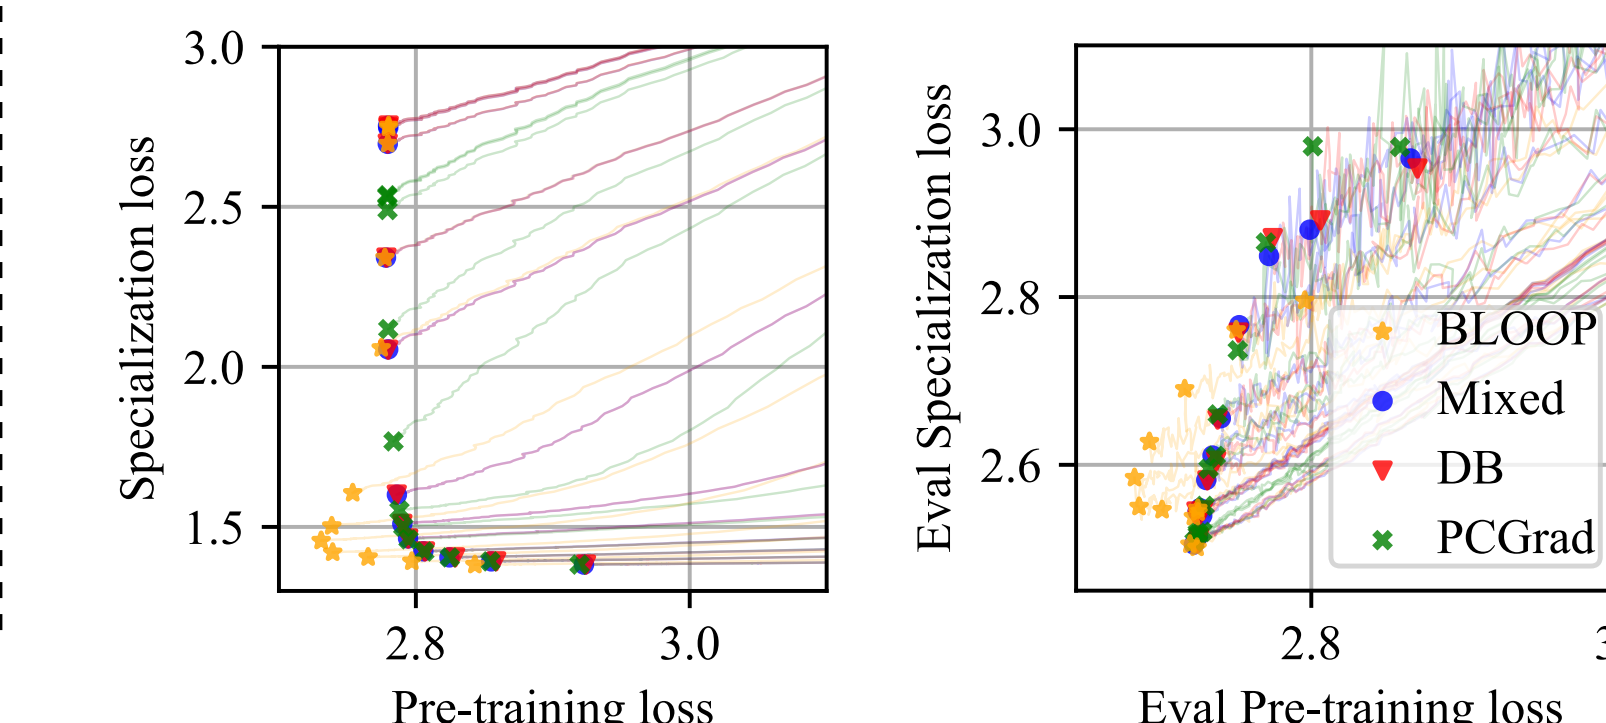 3.0
2.5
2.0
1.5
Specialization loss
2.8
3.0
Pre-training loss
3.0
2.8
2.6
Eval Specialization loss
BLOOP
Mixed
DB
PCGrad
2.8
Eval Pre-training loss